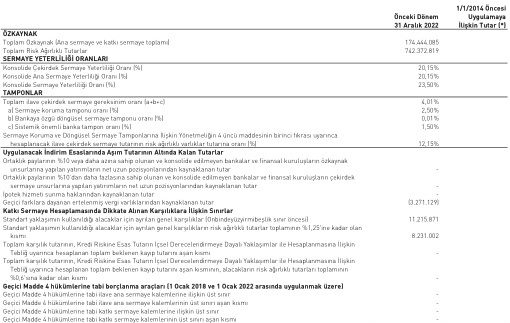 1/1/2014 Öncesi
Önceki Dönem Uygulamaya
31 Aralık 2022 İlişkin Tutar (*)
ÖZKAYNAK
Toplam Özkaynak (Ana sermaye ve katkı sermaye toplamı) 174.444.085
Toplam Risk Ağırlıklı Tutarlar 742.372.819
SERMAYE YETERLİLİĞİ ORANLARI
Konsolide Çekirdek Sermaye Yeterliliği Oranı (%) 20,15%
Konsolide Ana Sermaye Yeterliliği Oranı (%) 20,15%
Konsolide Sermaye Yeterliliği Oranı (%) 23,50%
TAMPONLAR
Toplam ilave çekirdek sermaye gereksinim oranı (a+b+c) 4,01%
a) Sermaye koruma tamponu oranı (%) 2,50%
b) Bankaya özgü döngüsel sermaye tamponu oranı (%) 0,01%
c) Sistemik önemli banka tampon oranı (%) 1,50%
Sermaye Koruma ve Döngüsel Sermaye Tamponlarına İlişkin Yönetmeliğin 4 üncü maddesinin birinci fıkrası uyarınca
hesaplanacak ilave çekirdek sermaye tutarının risk ağırlıklı varlıklar tutarına oranı (%) 12,15%
Uygulanacak İndirim Esaslarında Aşım Tutarının Altında Kalan Tutarlar
Ortaklık paylarının %10 veya daha azına sahip olunan ve konsolide edilmeyen bankalar ve finansal kuruluşların özkaynak
unsurlarına yapılan yatırımların net uzun pozisyonlarından kaynaklanan tutar -
Ortaklık paylarının %10'dan daha fazlasına sahip olunan ve konsolide edilmeyen bankalar ve finansal kuruluşların çekirdek
sermaye unsurlarına yapılan yatırımların net uzun pozisyonlarından kaynaklanan tutar -
İpotek hizmeti sunma haklarından kaynaklanan tutar -
Geçici farklara dayanan ertelenmiş vergi varlıklarından kaynaklanan tutar (3.271.129)
Katkı Sermaye Hesaplamasında Dikkate Alınan Karşılıklara İlişkin Sınırlar
Standart yaklaşımın kullanıldığı alacaklar için ayrılan genel karşılıklar (Onbindeyüzyirmibeşlik sınır öncesi) 11.215.871
Standart yaklaşımın kullanıldığı alacaklar için ayrılan genel karşılıkların risk ağırlıklı tutarlar toplamının %1,25'ine kadar olan
kısmı 8.231.002
Toplam karşılık tutarının, Kredi Riskine Esas Tutarın İçsel Derecelendirmeye Dayalı Yaklaşımlar ile Hesaplanmasına İlişkin
Tebliğ uyarınca hesaplanan toplam beklenen kayıp tutarını aşan kısmı -
Toplam karşılık tutarının, Kredi Riskine Esas Tutarın İçsel Derecelendirmeye Dayalı Yaklaşımlar ile Hesaplanmasına İlişkin
Tebliğ uyarınca hesaplanan toplam beklenen kayıp tutarını aşan kısmının, alacakların risk ağırlıklı tutarları toplamının
%0,6'sına kadar olan kısmı -
Geçici Madde 4 hükümlerine tabi borçlanma araçları (1 Ocak 2018 ve 1 Ocak 2022 arasında uygulanmak üzere)
Geçici Madde 4 hükümlerine tabi ilave ana sermaye kalemlerine ilişkin üst sınır -
Geçici Madde 4 hükümlerine tabi ilave ana sermaye kalemlerinin üst sınırı aşan kısmı -
Geçici Madde 4 hükümlerine tabi katkı sermaye kalemlerine ilişkin üst sınır -
Geçici Madde 4 hükümlerine tabi katkı sermaye kalemlerinin üst sınırı aşan kısmı -